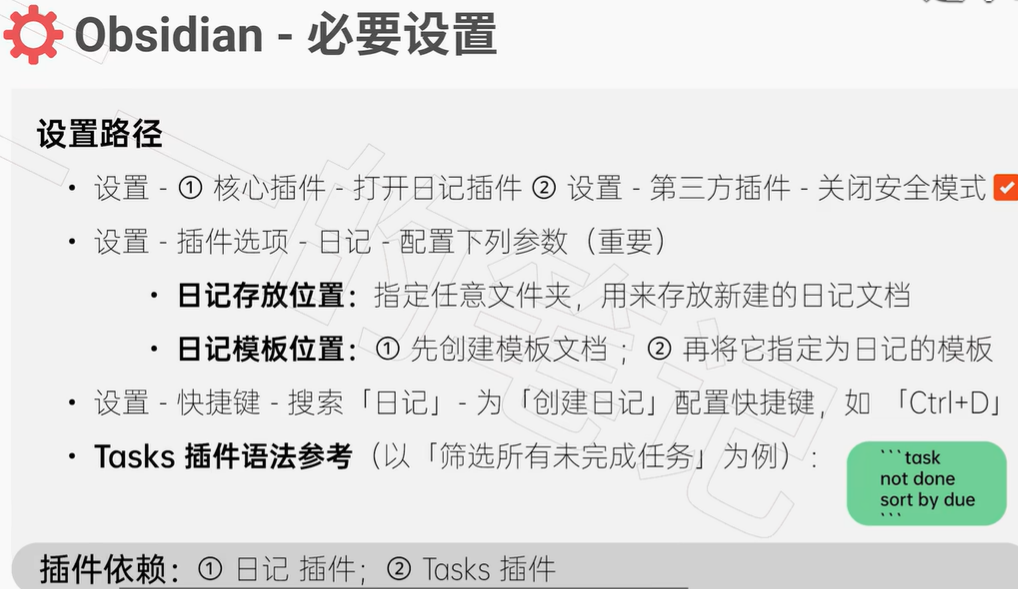 Obsidian - 必要设置
设置路径
• 设置 - ① 核心插件 - 打开日记插件 ② 设置 - 第三方插件 - 关闭安全模式
• 设置 - 插件选项 - 日记 - 配置下列参数（重要）
• 日记存放位置：指定任意文件夹，用来存放新建的日记文档
• 日记模板位置：① 先创建模板文档；② 再将它指定为日记的模板
• 设置 - 快捷键 - 搜索「日记」- 为「创建日记」配置快捷键，如「Ctrl+D」
• Tasks 插件语法参考（以「筛选所有未完成任务」为例）：
```task
not done
sort by due
```
插件依赖：① 日记 插件；② Tasks 插件
的笔记